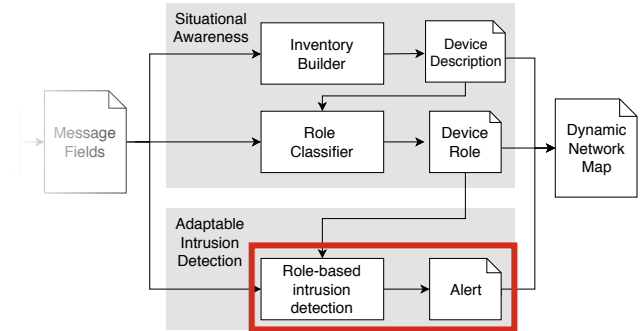 Situational
Awareness
Inventory
Builder
Device
Description
Message
Fields
Role
Classifier
Device
Role
Dynamic
Network
Map
Adaptable
Intrusion
Detection
Role-based
intrusion
detection
Alert